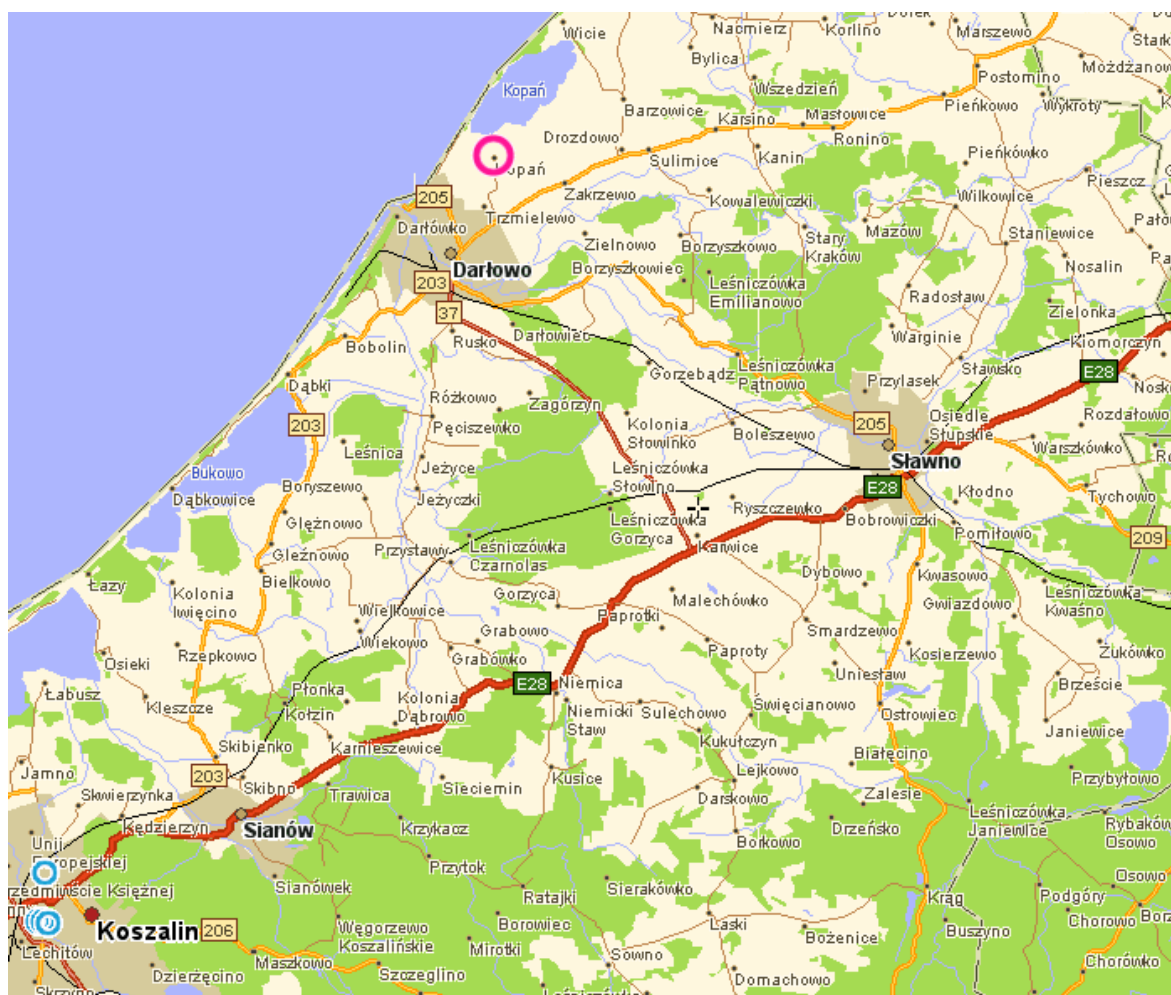 Wicie
Nacmierz
Korlino
Marszewo
Bylica
Postomino
Możdżanowo
Kopań
Wszedzień
Barzowice
Masłowice
Pieńkowo
Wykroty
Karsino
Drozdowo
Ronino
Sulimice
Kanin
Pieńkówko
Pieszcz
205
Zakrzewo
Kowalewiczki
Wilkowice
Trzmielewo
Darłówko
Zielnowo
Borzyszkowo
Stary
Kraków
Mazów
Staniewice
Darłowo
Borzyszkowiec
Nosalin
203
Leśniczówka
Emilianowo
Radosław
37
Zielonka
Darłowiec
Rusko
Warginie
Kiomorczyn
Bobolin
Leśniczówka
Pątnowo
Sławsko
E28
Gorzebądz
Dąbki
Przylasek
Różkowo
Zagórzyn
203
Kolonia
Słowinko
205
Osiedle
Słupskie
Rozdałowo
Pęciszewko
Boleszewo
Warszkówko
Leśnica
Jeżyce
Leśniczówka
Słowino
Sławno
Bukowo
E28
Dąbkowice
Boryszewo
Jeżyczki
Ryszczewko
Kłodno
Tychowo
Glęźnowo
Leśniczówka
Gorzyca
Bobrowiczki
Pomiłowo
209
Gleźnowo
Przystawy
Leśniczówka
Czarnolas
Karwice
Łazy
Bielkowo
Dybowo
Kwasowo
Kolonia
Iwięcino
Gorzyca
Malechówko
Gwiazdowo
Leśniczówka
Kwaśno
Wielkowice
Paprotki
Smardzewo
Wiekowo
Grabowo
Paproty
Kosierzewo
Żukówko
Osieki
Rzepkowo
Grabówko
Uniesław
Brzeście
Łabusz
Płonka
E28
Niemica
Kleszcze
Kołzin
Kolonia
Dąbrowo
Niemicki
Staw
Sulechowo
Święcianowo
Ostrowiec
Janiewice
Skibienko
Karnieszewice
Kukułczyn
Białęcino
Jamno
203
Skibno
Sieciemin
Kusice
Lejkowo
Przybyłowo
Skwierzynka
Trawica
Darskowo
Zalesie
Leśniczówka
Janiewice
Kędzierzyn
Sianów
Krzykacz
Drzeńsko
Rybaków
Osowo
Unij
Europejskiej
Borkowo
Przytok
Sianówek
Ratajki
Sierakówko
Krąg
Podgóry
Osowo
Koszalin
206
Węgorzewo
Koszalińskie
Borowiec
Laski
Bożenice
Buszyno
Chorowo
Lechitów
Mirotki
Maszkowo
Szczeglino
Sowno
Chorówko
Dzierżęcino
Domachowo